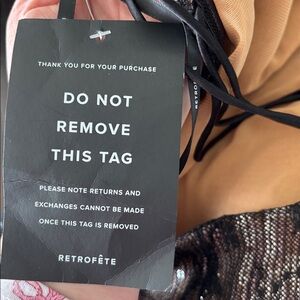 THANK YOU FOR YOUR PURCHASE
DO NOT
REMOVE
THIS TAG
PLEASE NOTE RETURNS AND
EXCHANGES CANNOT BE MADE
ONCE THIS TAG IS REMOVED
RETROFÊTE
RETROFÊTE